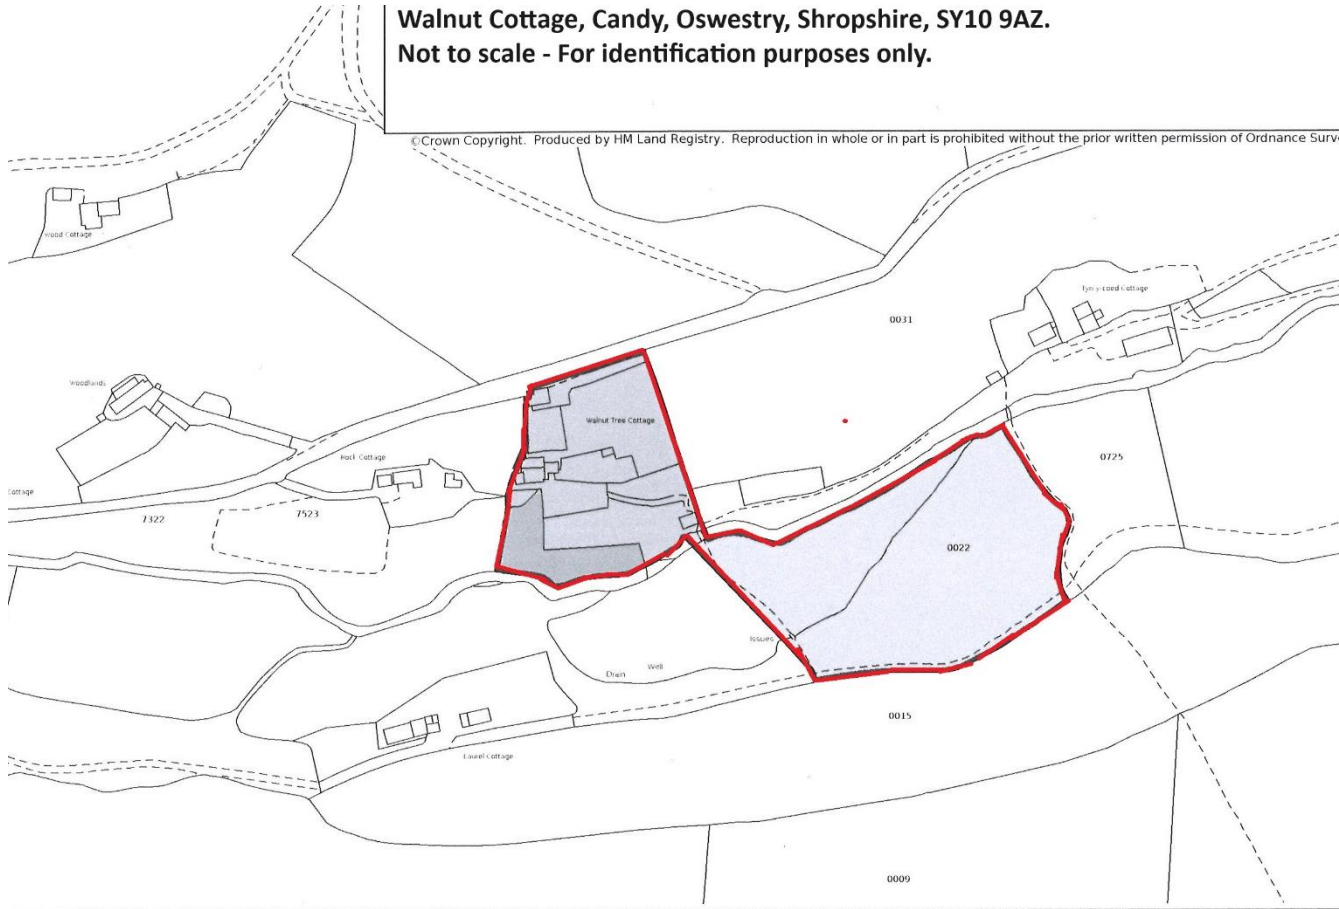 Walnut Cottage, Candy, Oswestry, Shropshire, SY10 9AZ.
Not to scale - For identification purposes only.
©Crown Copyright. Produced by HM Land Registry. Reproduction in whole or in part is prohibited without the prior written permission of Ordnance Surve
wood Cottage
Tyn-y-coed Cottage
0031
Woodlands
Walnut Tree Cottage
Rock Cottage
0725
Cottage
7322
7523
0022
Issues
Well
Drain
0015
Laurel Cottage
0009